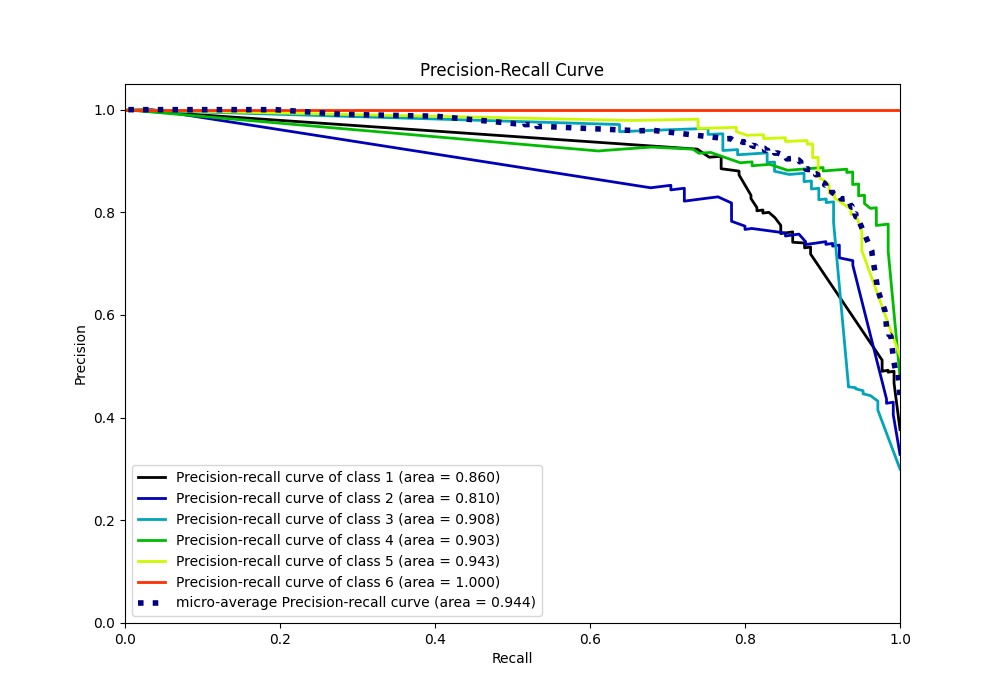 Precision-Recall Curve
1.0
0.8
0.6
0.4
0.2
0.0
Precision
Precision-recall curve of class 1 (area = 0.860)
Precision-recall curve of class 2 (area = 0.810)
Precision-recall curve of class 3 (area = 0.908)
Precision-recall curve of class 4 (area = 0.903)
Precision-recall curve of class 5 (area = 0.943)
Precision-recall curve of class 6 (area = 1.000)
micro-average Precision-recall curve (area = 0.944)
0.0 0.2 0.4 0.6 0.8 1.0
Recall